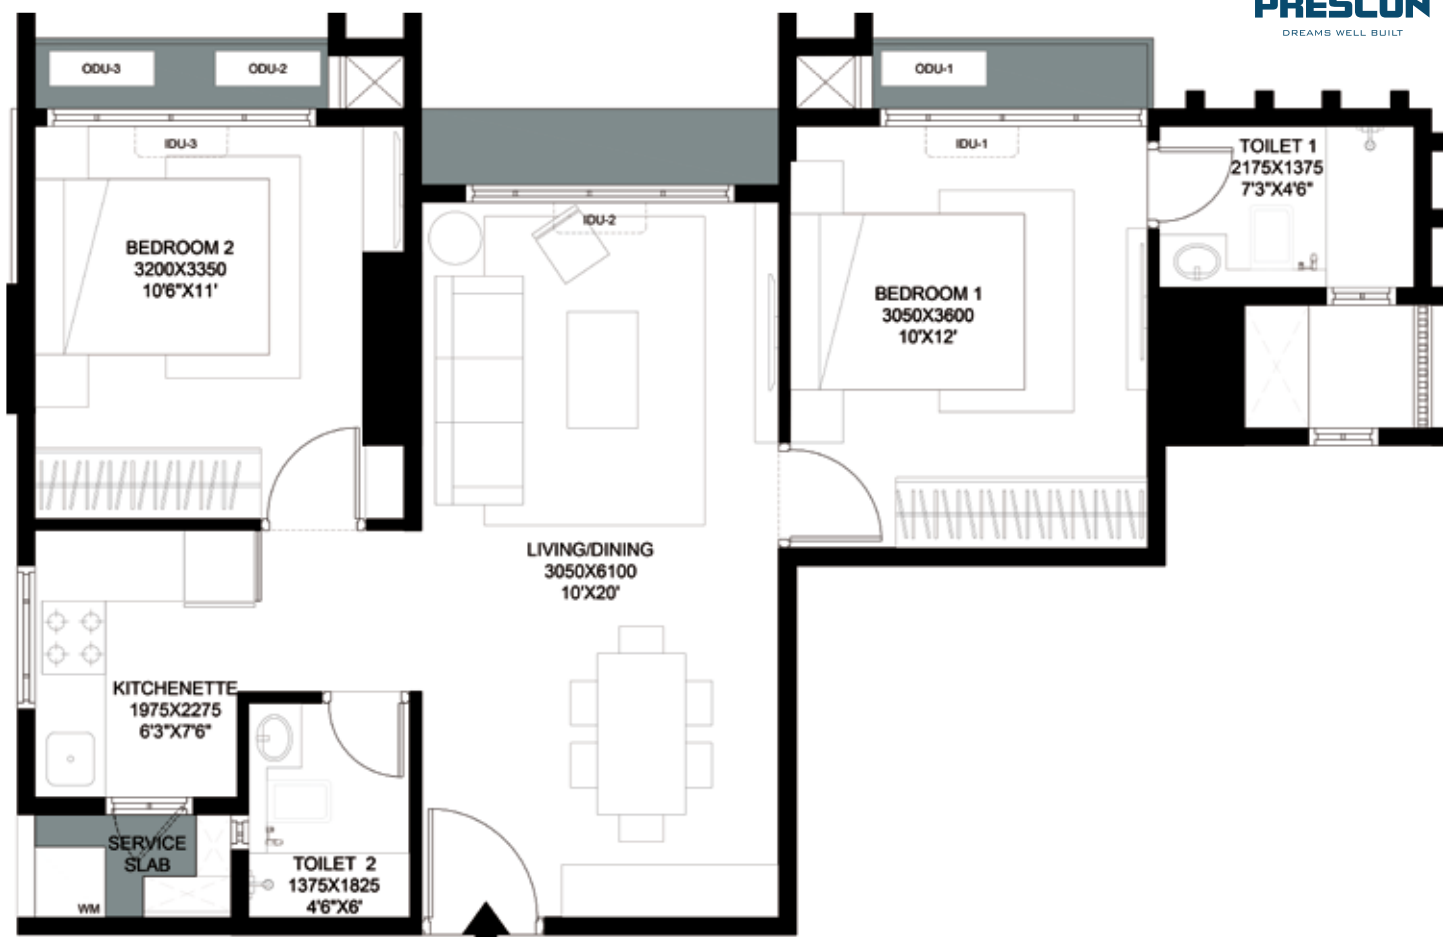 PRESCON
DREAMS WELL BUILT
ODU-3
ODU-2
ODU-1
IDU-3
IDU-1
IDU-2
TOILET 1
2175X1375
7'3"X4'6"
BEDROOM 2
3200X3350
10'6"X11'
BEDROOM 1
3050X3600
10'X12'
LIVING/DINING
3050X6100
10'X20'
KITCHENETTE
1975X2275
6'3"X7'6"
SERVICE
SLAB
WM
TOILET 2
1375X1825
4'6"X6'